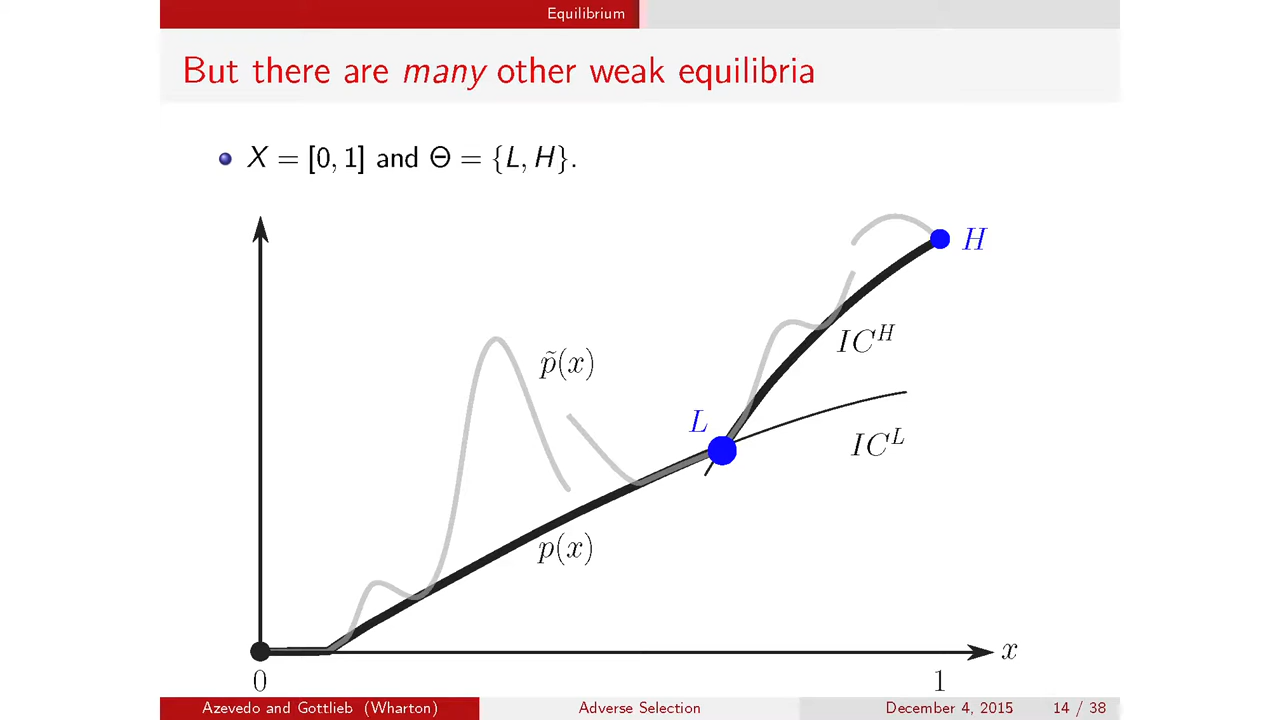 Equilibrium
But there are many other weak equilibria
X = [0, 1] and Θ = {L, H}.
H
IC^H
p̃(x)
L
IC^L
p(x)
x
0
1
Azevedo and Gottlieb (Wharton)
Adverse Selection
December 4, 2015
14 / 38